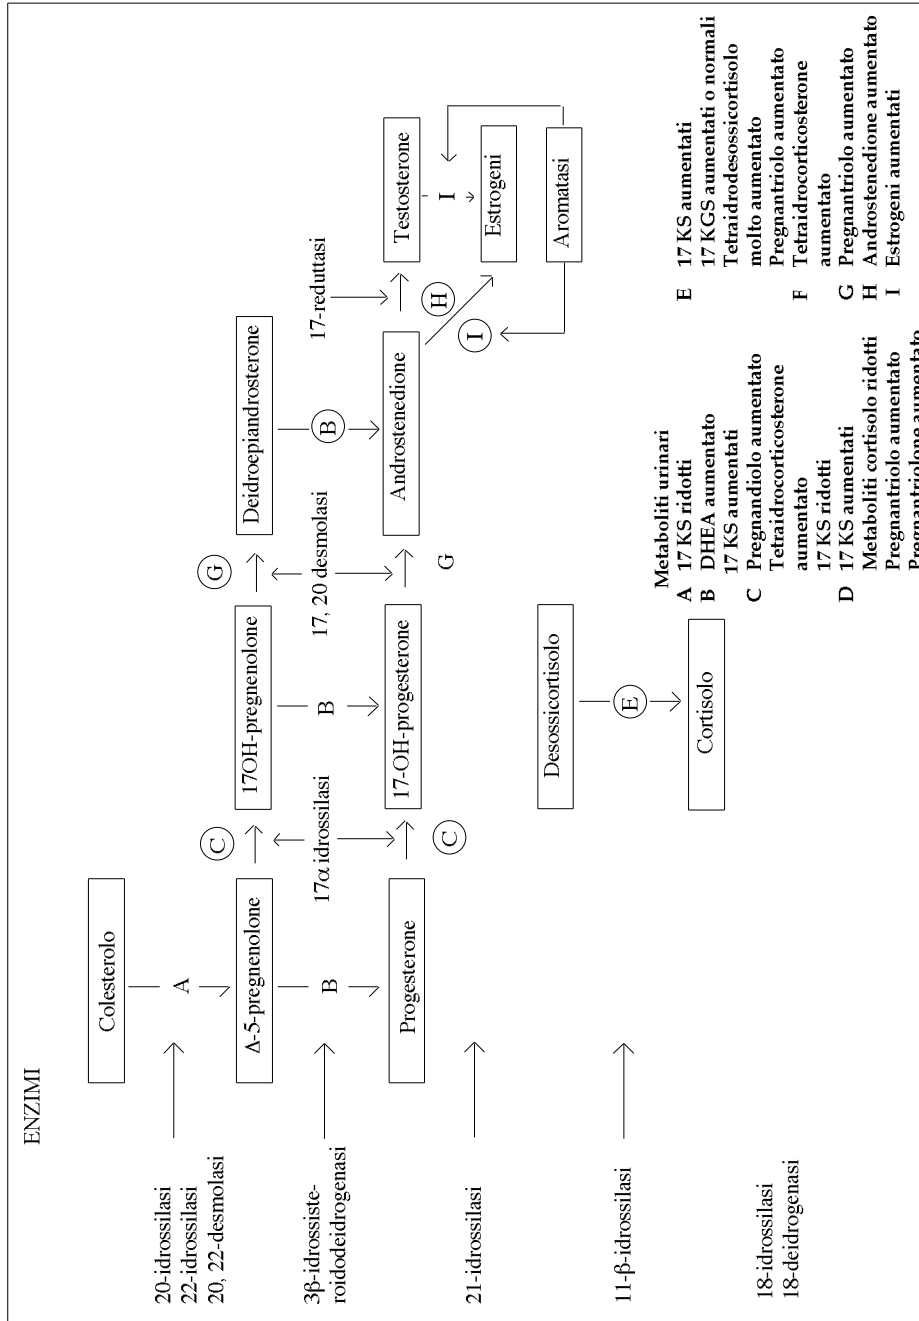 ENZIMI
20-idrossilasi
22-idrossilasi
20, 22-desmolasi
3β-idrossiste-
roidodeidrogenasi
21-idrossilasi
11-β-idrossilasi
18-idrossilasi
18-deidrogenasi
Colesterolo
A
Δ-5-pregnenolone
C
17OH-pregnenolone
G
Deidroepiandrosterone
B
17α idrossilasi
B
17, 20 desmolasi
B
17-reduttasi
Progesterone
C
17-OH-progesterone
G
Androstenedione
H
I
Testosterone
I
Estrogeni
Aromatasi
Desossicortisolo
E
Cortisolo
Metaboliti urinari
A 17 KS ridotti
B DHEA aumentato
17 KS aumentati
C Pregnandiolo aumentato
Tetraidrocorticosterone
aumentato
17 KS ridotti
D 17 KS aumentati
Metaboliti cortisolo ridotti
Pregnantriolo aumentato
Pregnantriolone aumentato
E 17 KS aumentati
17 KGS aumentati o normali
Tetraidrodesossicortisolo
molto aumentato
Pregnantriolo aumentato
F Tetraidrocorticosterone
aumentato
G Pregnantriolo aumentato
H Androstenedione aumentato
I Estrogeni aumentati